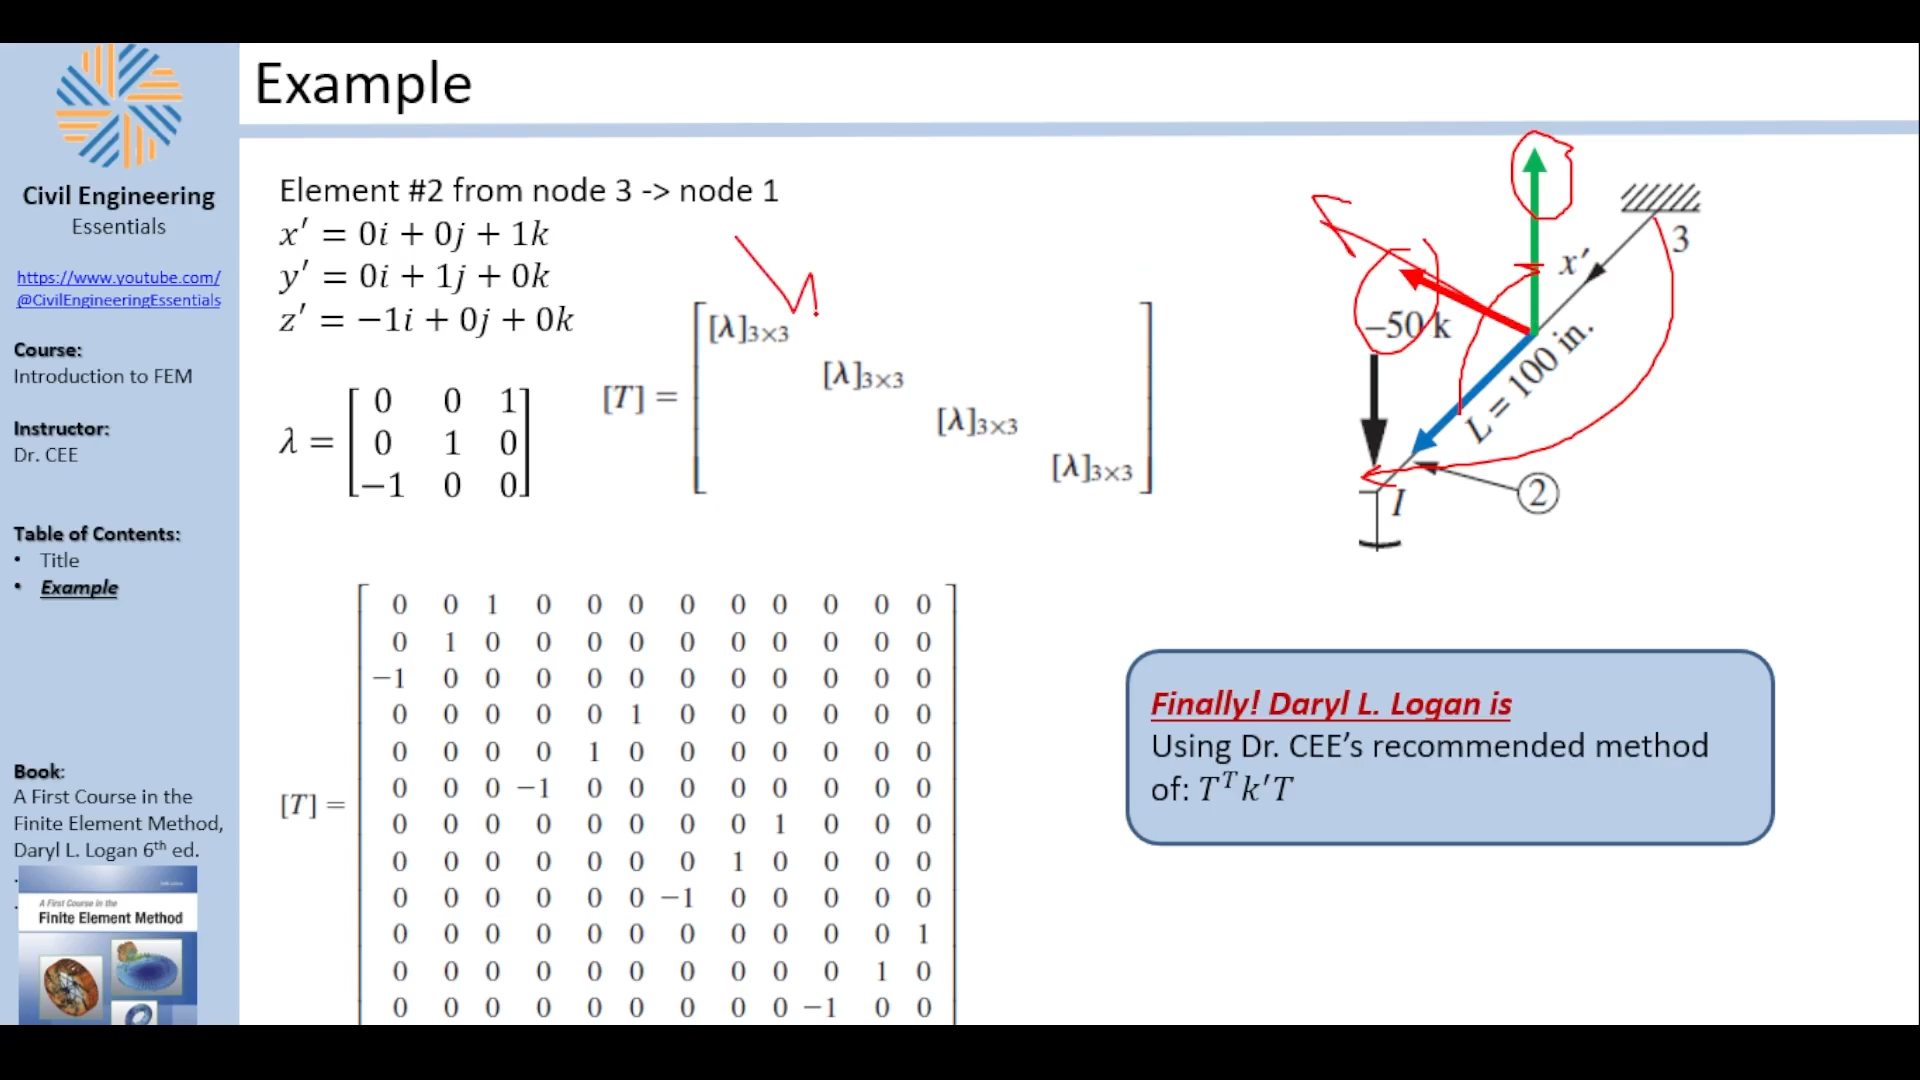 Example
Civil Engineering
Essentials
https://www.youtube.com/
@CivilEngineeringEssentials
Course:
Introduction to FEM
Instructor:
Dr. CEE
Table of Contents:
• Title
• Example
Book:
A First Course in the
Finite Element Method,
Daryl L. Logan 6th ed.
A First Course in the
Finite Element Method
Element #2 from node 3 -> node 1
x′ = 0i + 0j + 1k
y′ = 0i + 1j + 0k
z′ = −1i + 0j + 0k
λ = [0 0 1
0 1 0
−1 0 0]
[T] = [[λ]3×3
[λ]3×3
[λ]3×3
[λ]3×3]
3
x′
−50 k
L = 100 in.
2
1
[T] =
0 0 1 0 0 0 0 0 0 0 0 0
0 1 0 0 0 0 0 0 0 0 0 0
−1 0 0 0 0 0 0 0 0 0 0 0
0 0 0 0 0 1 0 0 0 0 0 0
0 0 0 0 1 0 0 0 0 0 0 0
0 0 0 −1 0 0 0 0 0 0 0 0
0 0 0 0 0 0 0 0 1 0 0 0
0 0 0 0 0 0 0 1 0 0 0 0
0 0 0 0 0 0 −1 0 0 0 0 0
0 0 0 0 0 0 0 0 0 0 0 1
0 0 0 0 0 0 0 0 0 0 1 0
0 0 0 0 0 0 0 0 0 −1 0 0
Finally! Daryl L. Logan is
Using Dr. CEE’s recommended method
of: Tᵀk′T